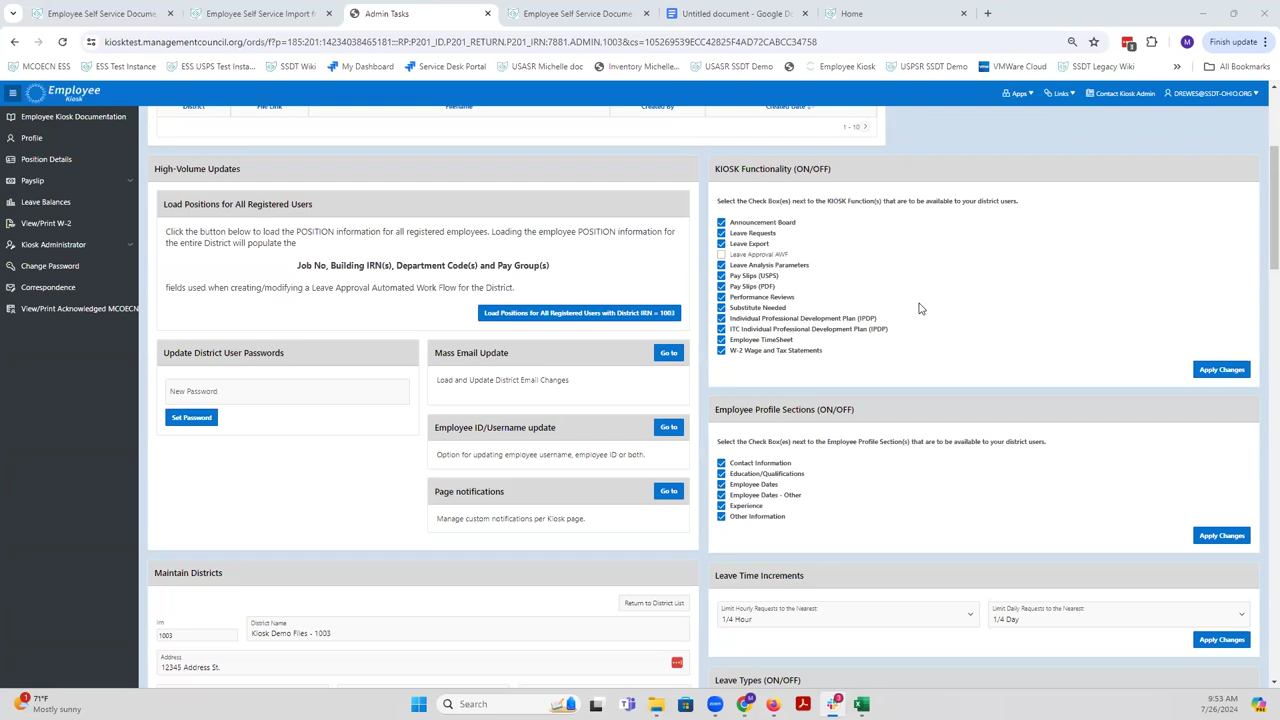 Employee Self Service Docume
Employee Self Service Import f
Admin Tasks
Employee Self Service Docume
Untitled document - Google D
Home
kiosktest.managementcouncil.org/ords/f?p=185:201:14234038465181:::RP:P201_ID,P201_RETURN,P201_IRN:7881,ADMIN,1003&cs=105269539ECC42825F4AD72CABCC34758
Finish update
MCOECN ESS
ESS Test Instance
ESS USPS Test Insta...
SSDT Wiki
My Dashboard
Service Desk Portal
USASR Michelle doc
Inventory Michelle...
USASR SSDT Demo
Employee Kiosk
USPSR SSDT Demo
VMWare Cloud
SSDT Legacy Wiki
All Bookmarks
Employee
Kiosk
Apps
Links
Contact Kiosk Admin
DREWES@SSDT-OHIO.ORG
Employee Kiosk Documentation
Profile
Position Details
Payslip
Leave Balances
View/Print W-2
Kiosk Administrator
Change Password
Correspondence
View/Print Acknowledged MCOECN
District
File Link
Filename
Created By
Created Date
1 - 10
High-Volume Updates
Load Positions for All Registered Users
Click the button below to load the POSITION information for all registered employees. Loading the employee POSITION information for
the entire District will populate the
Job No, Building IRN(s), Department Code(s) and Pay Group(s)
fields used when creating/modifying a Leave Approval Automated Work Flow for the District.
Load Positions for All Registered Users with District IRN = 1003
Update District User Passwords
New Password
Set Password
Mass Email Update
Go to
Load and Update District Email Changes
Employee ID/Username update
Go to
Option for updating employee username, employee ID or both.
Page notifications
Go to
Manage custom notifications per Kiosk page.
Maintain Districts
Return to District List
Irn
1003
District Name
Kiosk Demo Files - 1003
Address
12345 Address St.
KIOSK Functionality (ON/OFF)
Select the Check Box(es) next to the KIOSK Function(s) that are to be available to your district users.
Announcement Board
Leave Requests
Leave Export
Leave Approval AWF
Leave Analysis Parameters
Pay Slips (USPS)
Pay Slips (PDF)
Performance Reviews
Substitute Needed
Individual Professional Development Plan (IPDP)
ITC Individual Professional Development Plan (IPDP)
Employee TimeSheet
W-2 Wage and Tax Statements
Apply Changes
Employee Profile Sections (ON/OFF)
Select the Check Box(es) next to the Employee Profile Section(s) that are to be available to your district users.
Contact Information
Education/Qualifications
Employee Dates
Employee Dates - Other
Experience
Other Information
Apply Changes
Leave Time Increments
Limit Hourly Requests to the Nearest:
1/4 Hour
Limit Daily Requests to the Nearest:
1/4 Day
Apply Changes
Leave Types (ON/OFF)
71°F
Mostly sunny
Search
9:53 AM
7/26/2024